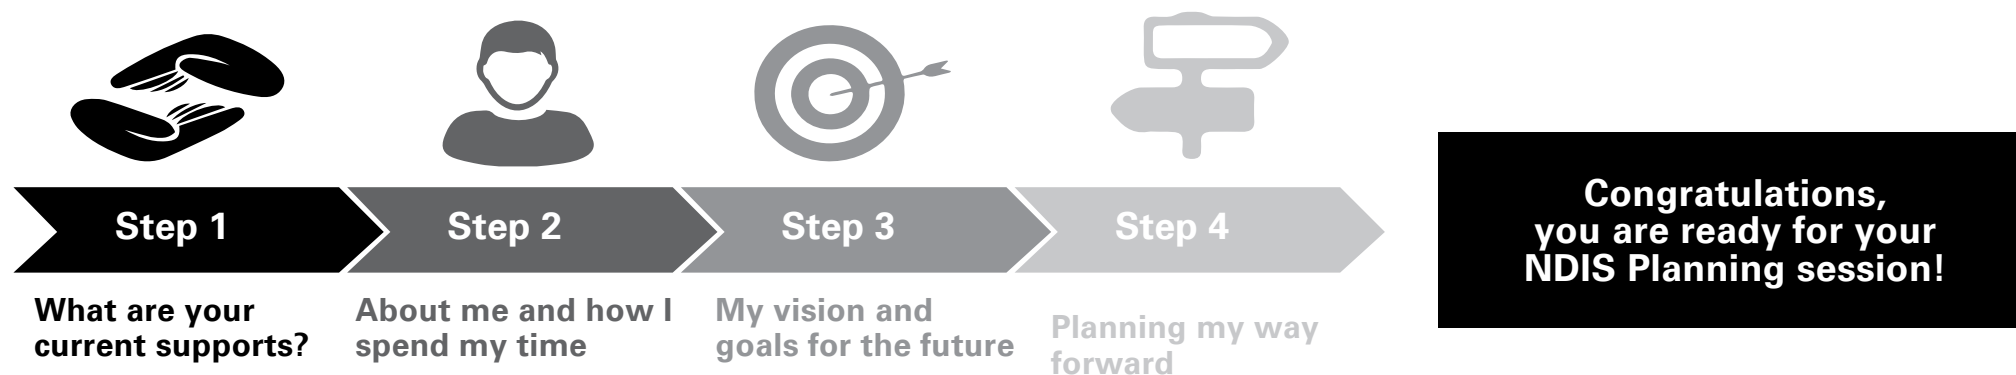 Step 1
Step 2
Step 3
Step 4
What are your
current supports?
About me and how I
spend my time
My vision and
goals for the future
Planning my way
forward
Congratulations,
you are ready for your
NDIS Planning session!